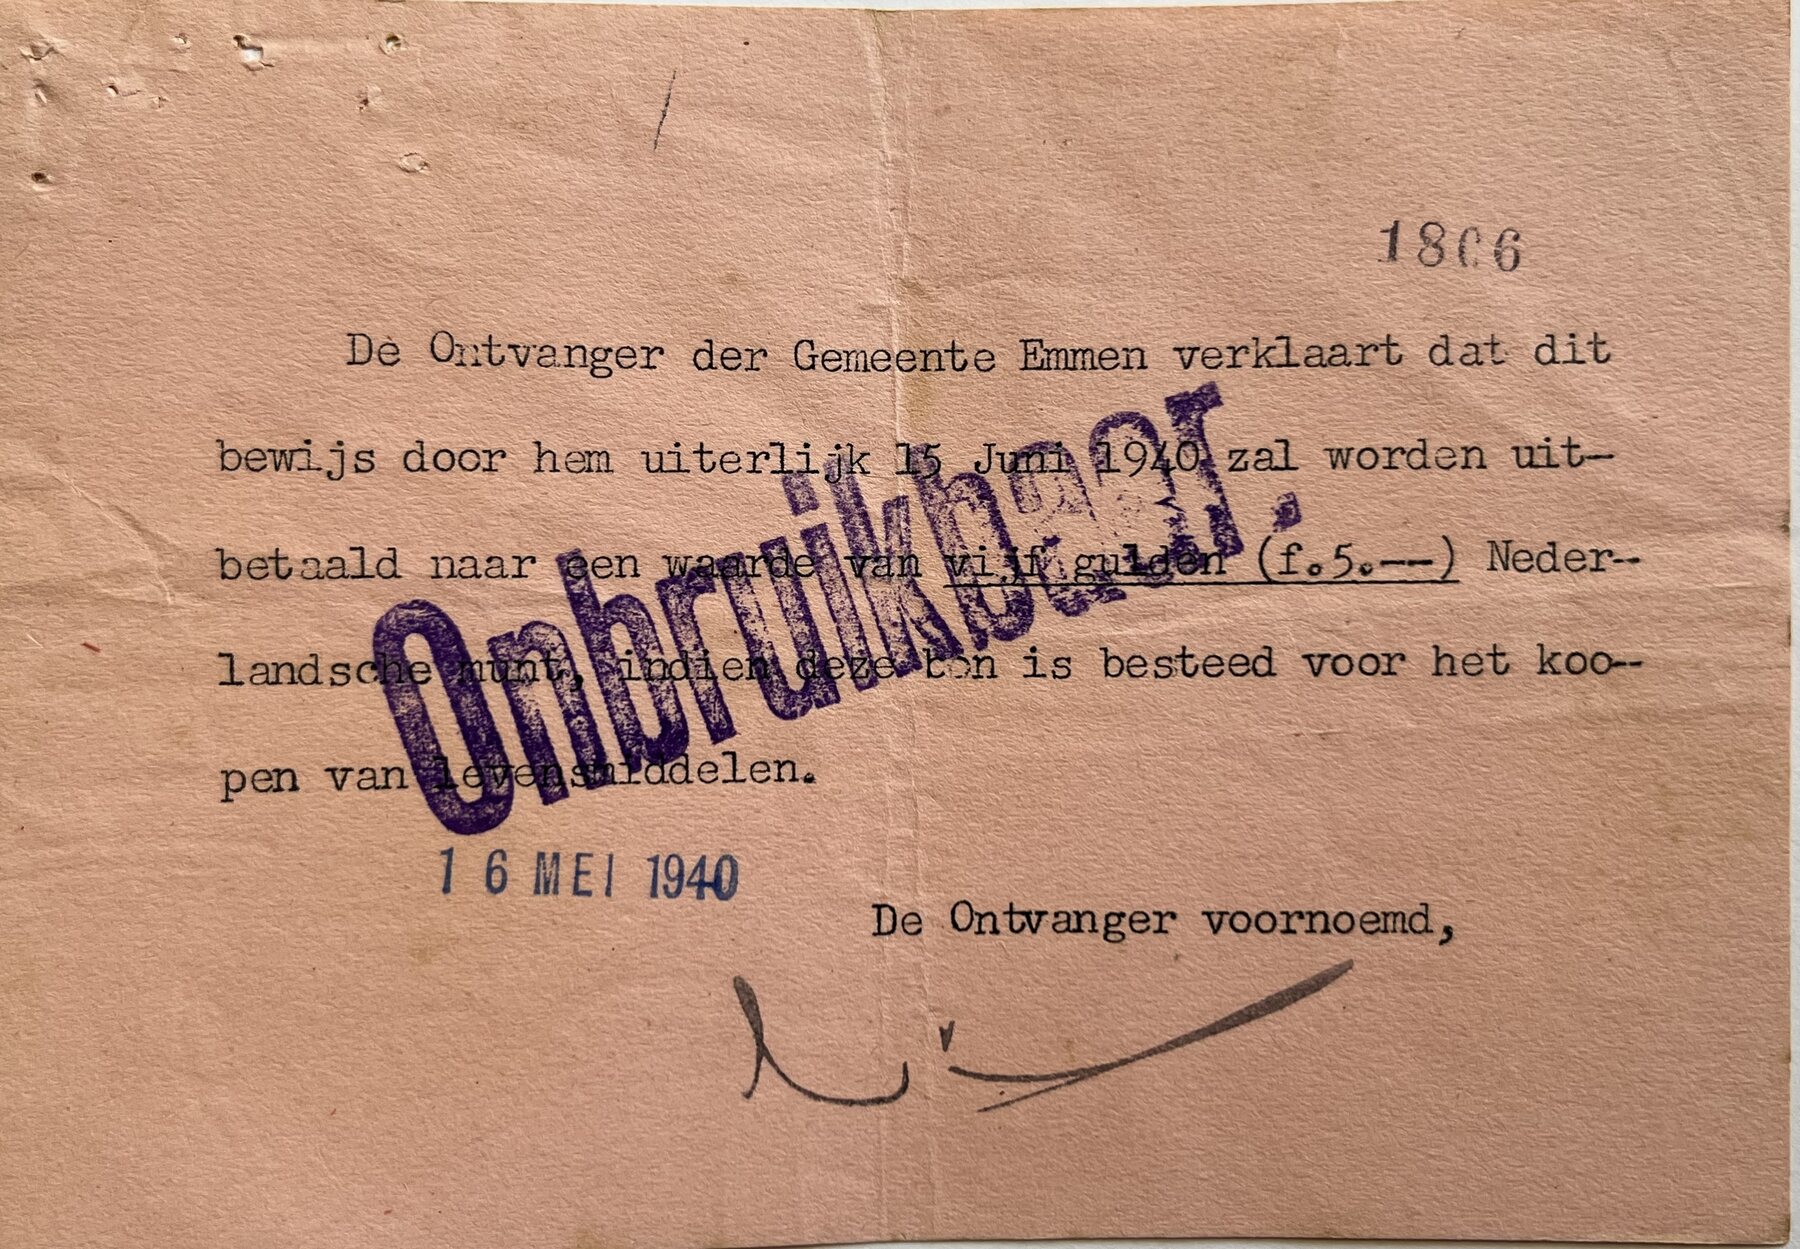 1806
De Ontvanger der Gemeente Emmen verklaart dat dit
bewijs door hem uiterlijk 15 Juni 1940 zal worden uit-
betaald naar een waarde van vijf gulden (f.5.--) Neder-
landsche munt, indien deze bon is besteed voor het koo-
pen van levensmiddelen.
Onbruikbaar.
16 MEI 1940
De Ontvanger voornoemd,